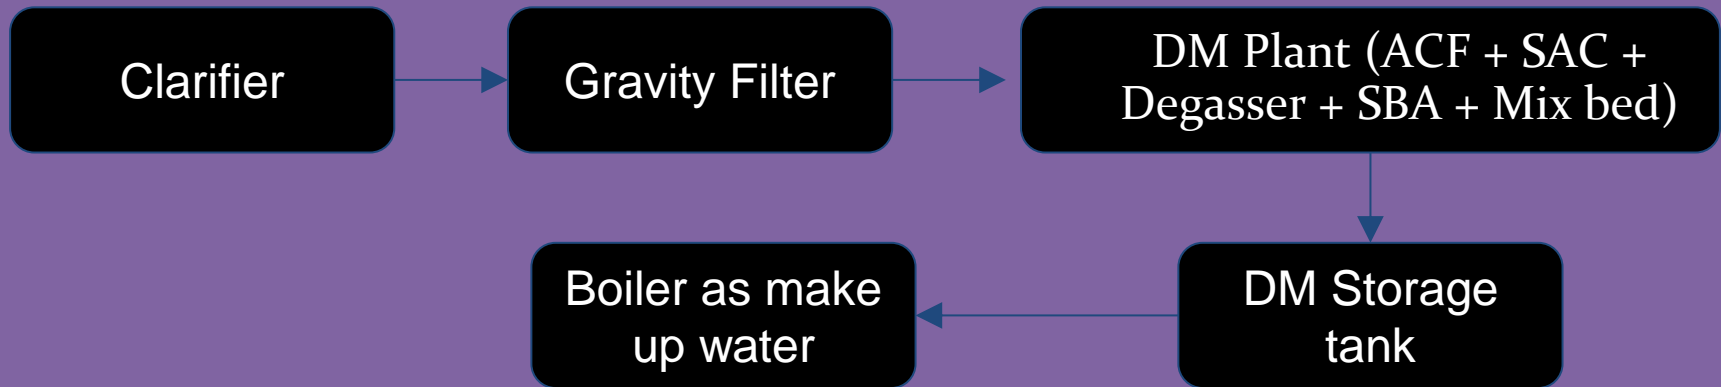 Clarifier
Gravity Filter
DM Plant (ACF + SAC +
Degasser + SBA + Mix bed)
Boiler as make
up water
DM Storage
tank